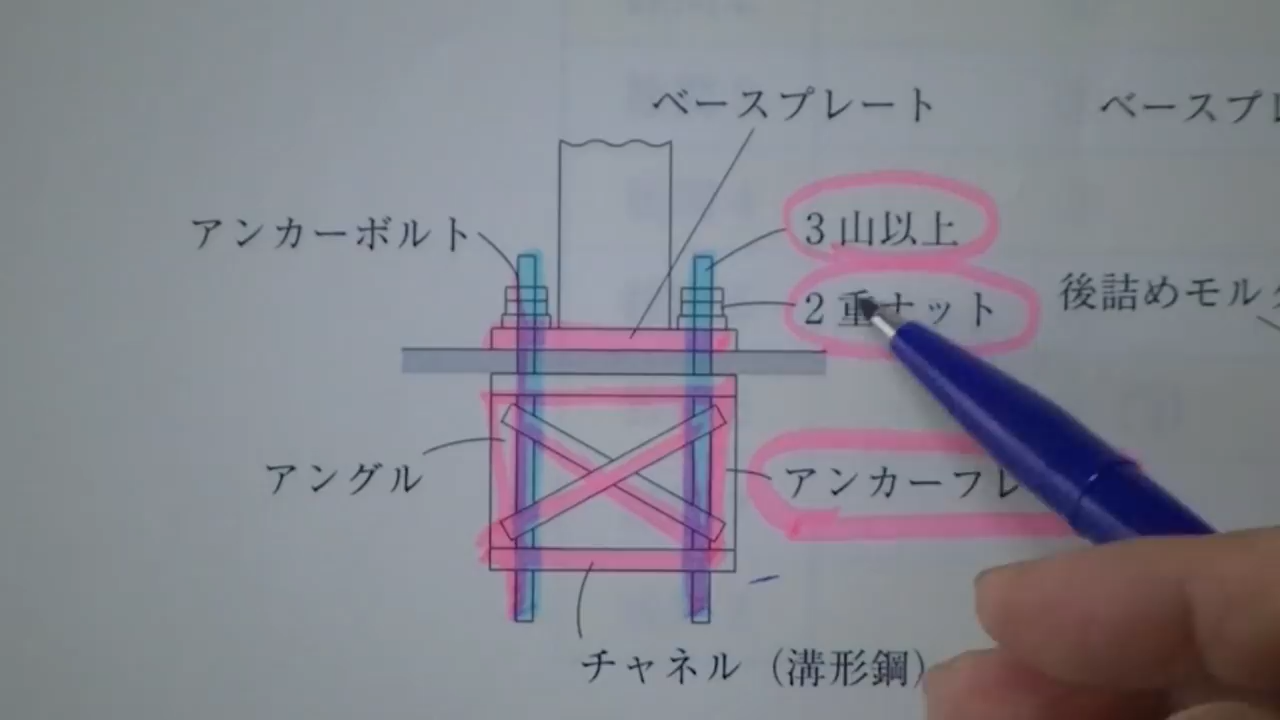 ベースプレート
ベースプレ
アンカーボルト
3山以上
2重ナット
後詰めモル
アングル
アンカーフレ
チャネル（溝形鋼）